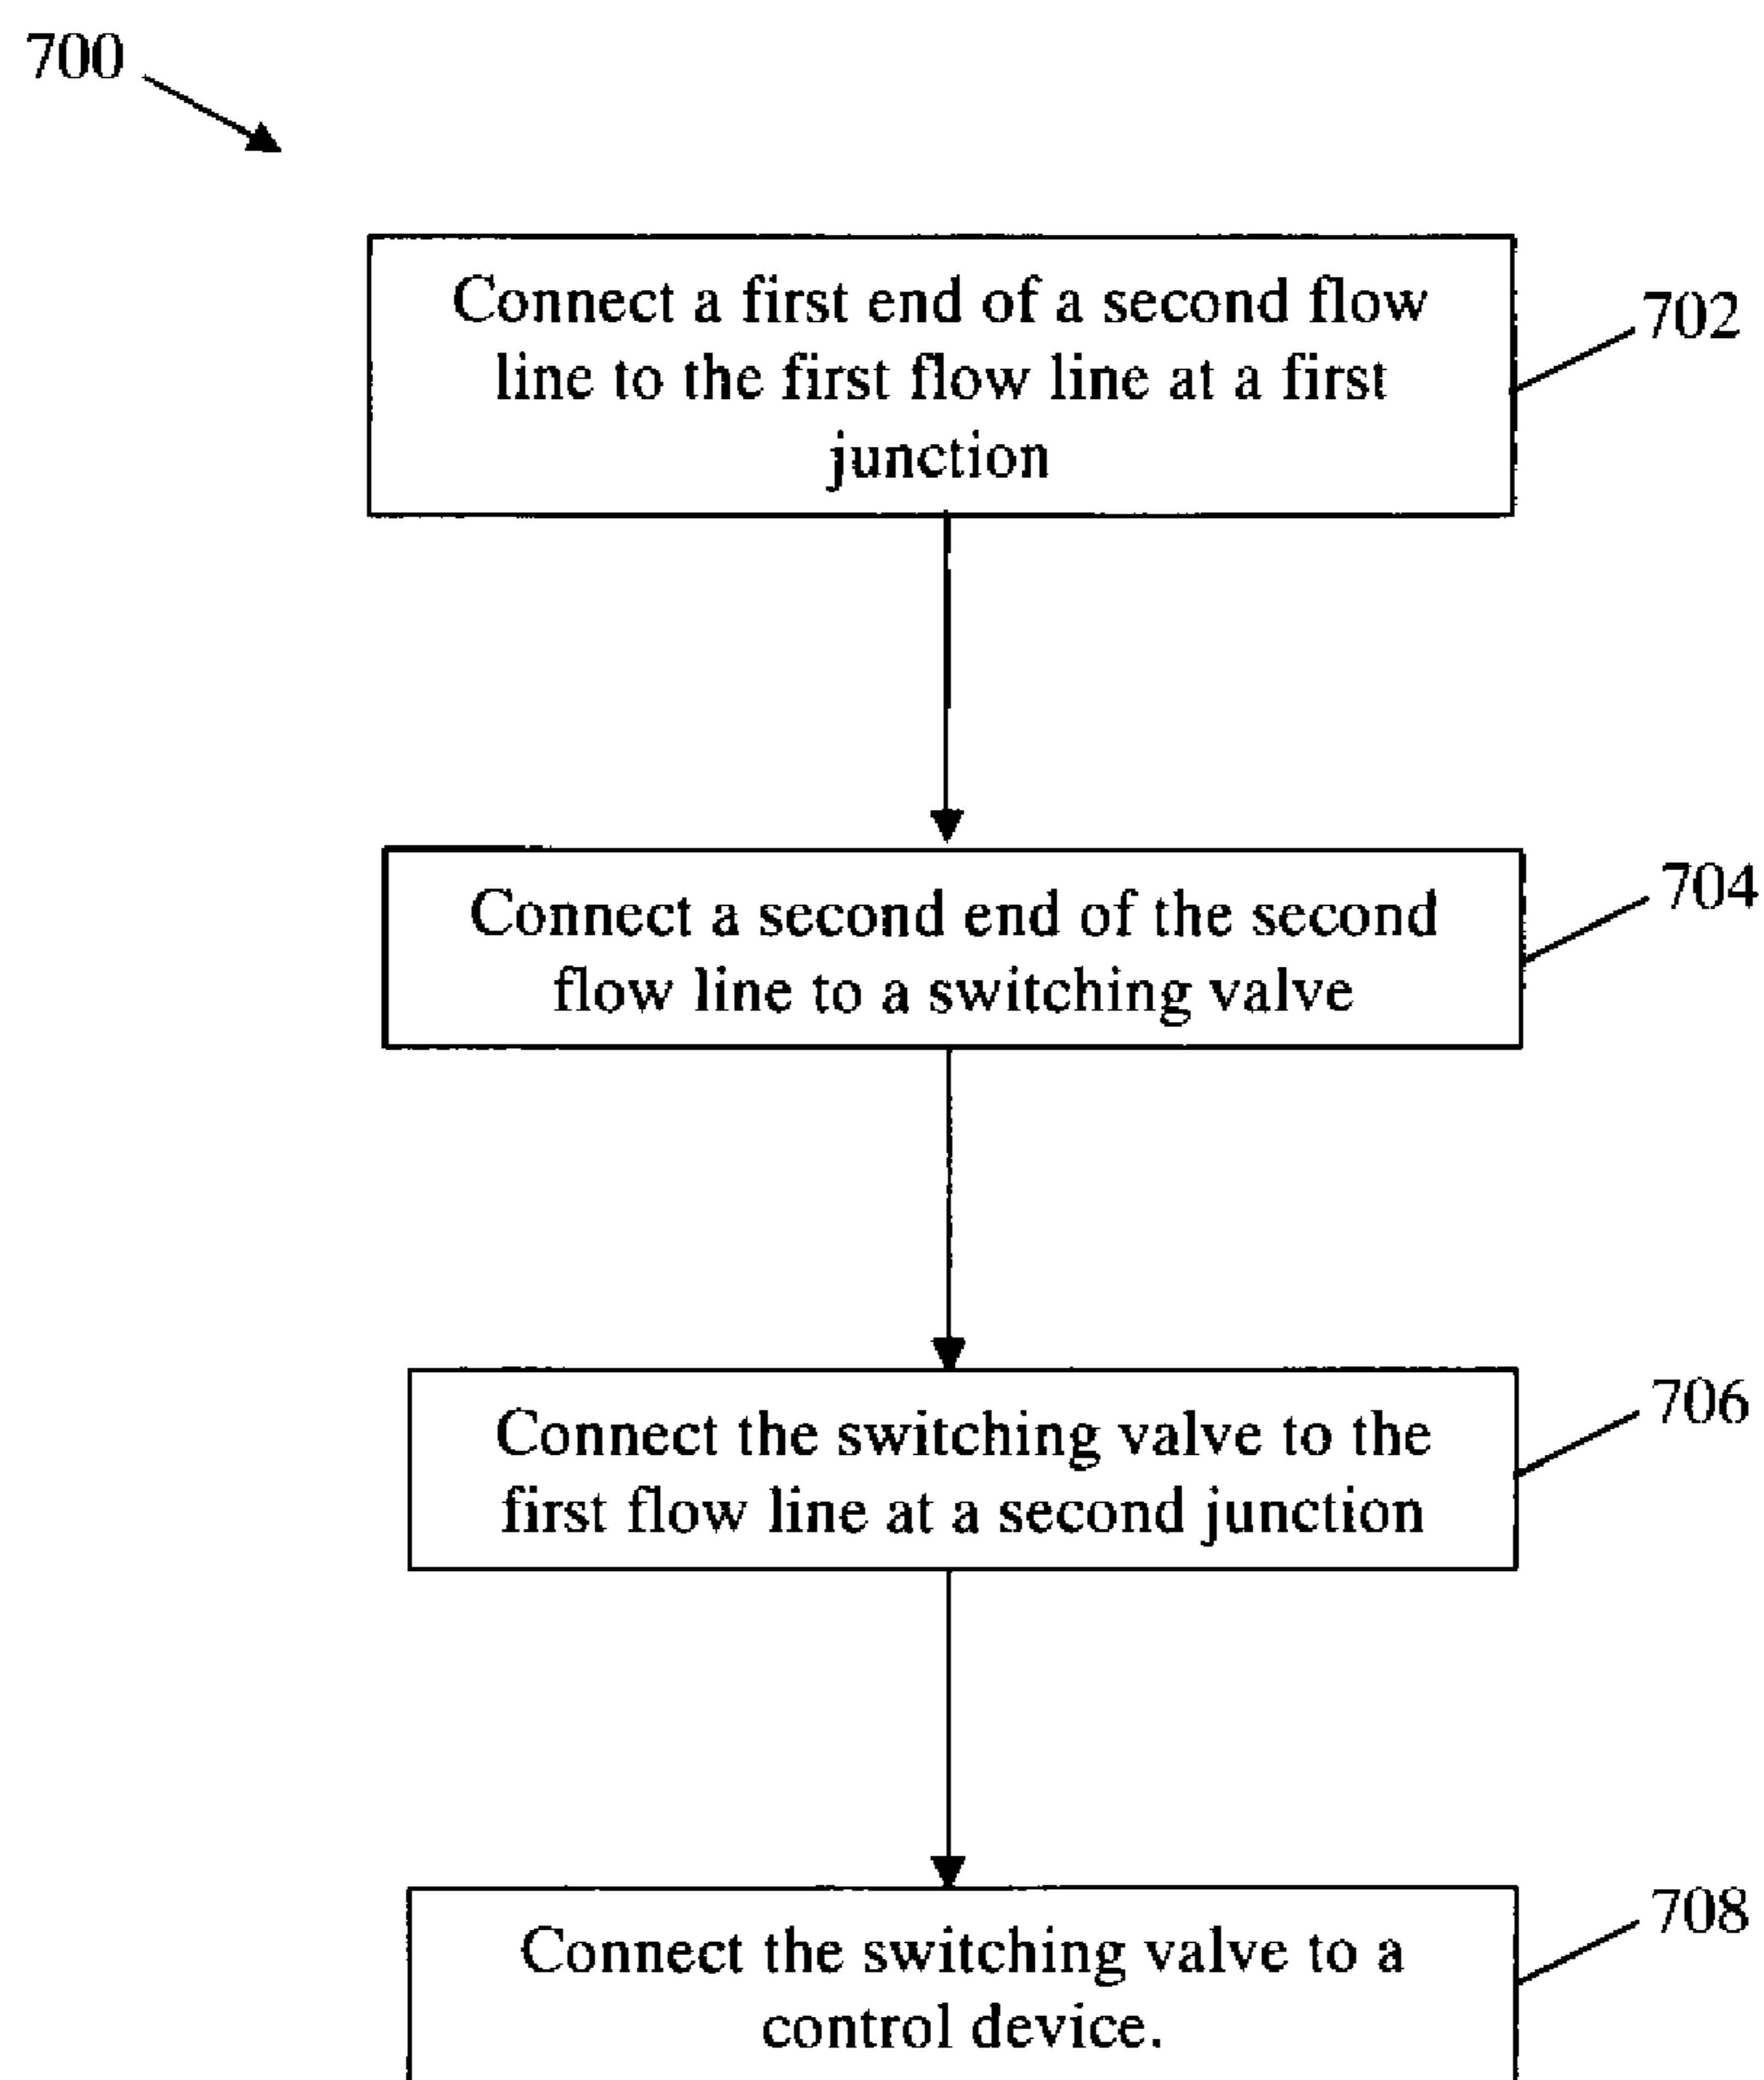 700
Connect a first end of a second flow
line to the first flow line at a first
junction
702
Connect a second end of the second
flow line to a switching valve
704
Connect the switching valve to the
first flow line at a second junction
706
Connect the switching valve to a
control device.
708